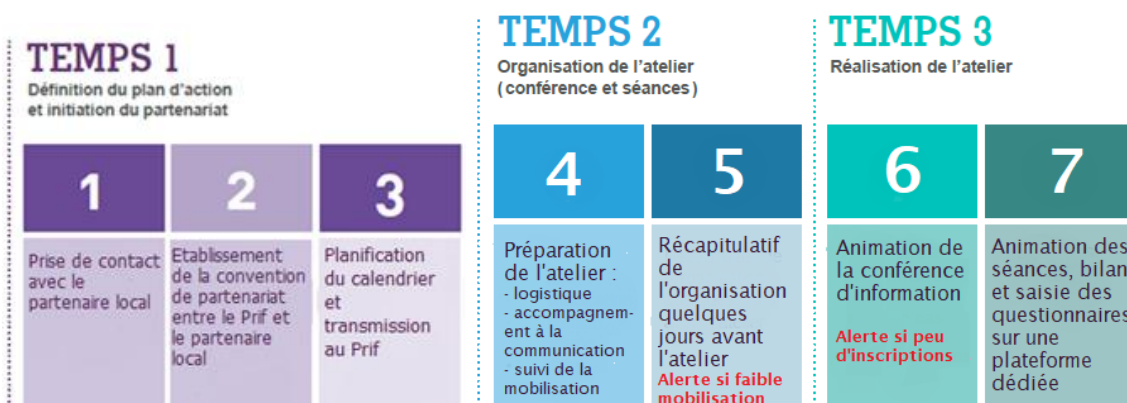 TEMPS 1
Définition du plan d'action
et initiation du partenariat
1
Prise de contact
avec le
partenaire local
2
Etablissement
de la convention
de partenariat
entre le Prif et
le partenaire
local
3
Planification
du calendrier
et
transmission
au Prif
TEMPS 2
Organisation de l'atelier
(conférence et séances)
4
Préparation
de l'atelier :
- logistique
- accompagnem-
ent à la
communication
- suivi de la
mobilisation
5
Récapitulatif
de
l'organisation
quelques
jours avant
l'atelier
Alerte si faible
mobilisation
TEMPS 3
Réalisation de l'atelier
6
Animation de
la conférence
d'information
Alerte si peu
d'inscriptions
7
Animation des
séances, bilan
et saisie des
questionnaires
sur une
plateforme
dédiée